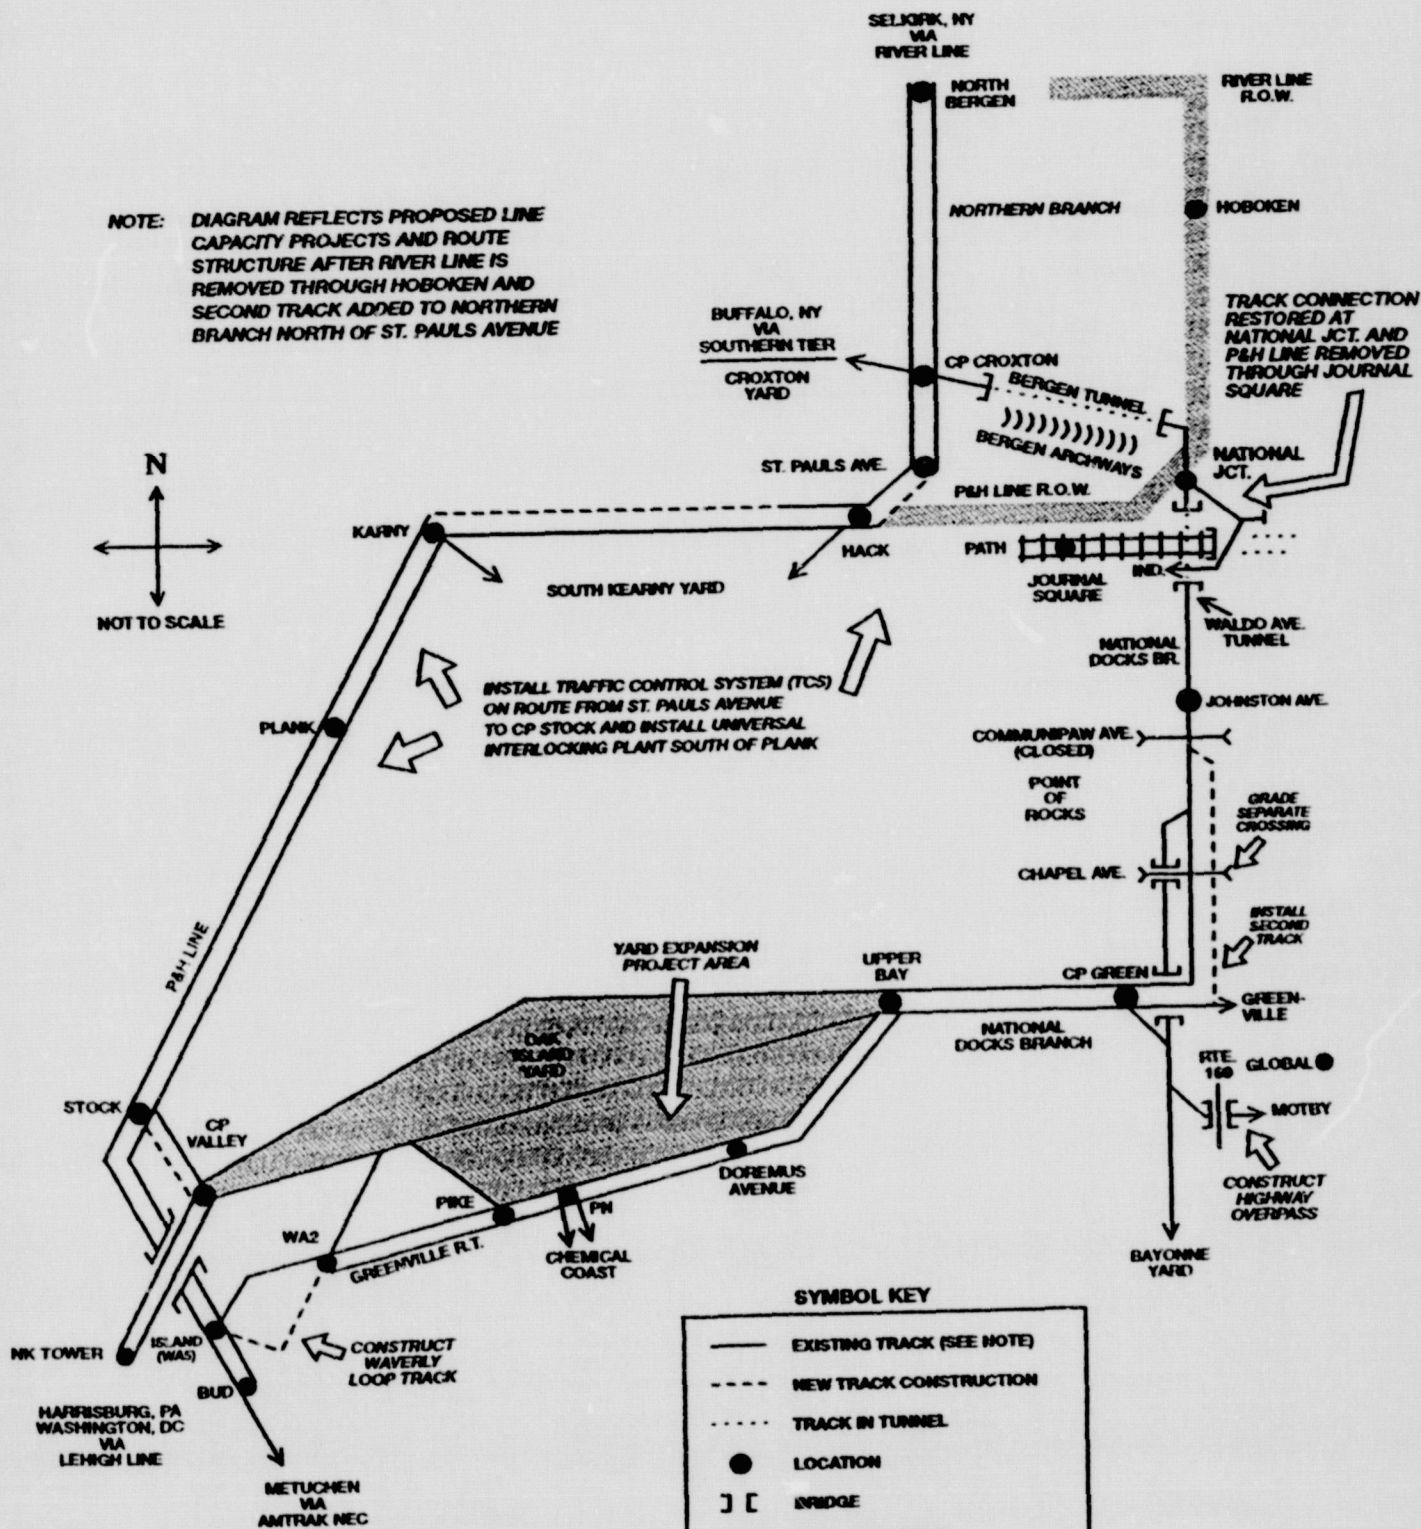 SELKIRK, NY
VIA
RIVER LINE
NORTH
BERGEN
RIVER LINE
R.O.W.
NORTHERN BRANCH
HOBOKEN
NOTE: DIAGRAM REFLECTS PROPOSED LINE
CAPACITY PROJECTS AND ROUTE
STRUCTURE AFTER RIVER LINE IS
REMOVED THROUGH HOBOKEN AND
SECOND TRACK ADDED TO NORTHERN
BRANCH NORTH OF ST. PAULS AVENUE
BUFFALO, NY
VIA
SOUTHERN TIER
CROXTON
YARD
CP CROXTON
BERGEN TUNNEL
BERGEN ARCHWAYS
TRACK CONNECTION
RESTORED AT
NATIONAL JCT. AND
P&H LINE REMOVED
THROUGH JOURNAL
SQUARE
N
NOT TO SCALE
ST. PAULS AVE.
NATIONAL
JCT.
P&H LINE R.O.W.
KARNY
HACK
PATH
JOURNAL
SQUARE
IND.
SOUTH KEARNY YARD
WALDO AVE.
TUNNEL
NATIONAL
DOCKS BR.
INSTALL TRAFFIC CONTROL SYSTEM (TCS)
ON ROUTE FROM ST. PAULS AVENUE
TO CP STOCK AND INSTALL UNIVERSAL
INTERLOCKING PLANT SOUTH OF PLANK
PLANK
JOHNSTON AVE.
COMMUNIPAW AVE.
(CLOSED)
POINT
OF
ROCKS
GRADE
SEPARATE
CROSSING
CHAPEL AVE.
INSTALL
SECOND
TRACK
P&H LINE
YARD EXPANSION
PROJECT AREA
UPPER
BAY
CP GREEN
GREEN-
VILLE
NATIONAL
DOCKS BRANCH
OAK
ISLAND
YARD
RTE.
169
GLOBAL
MOTBY
STOCK
CP
VALLEY
DOREMUS
AVENUE
CONSTRUCT
HIGHWAY
OVERPASS
PIKE
PN
WA2
GREENVILLE R.T.
CHEMICAL
COAST
BAYONNE
YARD
NK TOWER
ISLAND
(WA5)
BUD
CONSTRUCT
WAVERLY
LOOP TRACK
HARRISBURG, PA
WASHINGTON, DC
VIA
LEHIGH LINE
METUCHEN
VIA
AMTRAK NEC
SYMBOL KEY
EXISTING TRACK (SEE NOTE)
NEW TRACK CONSTRUCTION
TRACK IN TUNNEL
LOCATION
BRIDGE